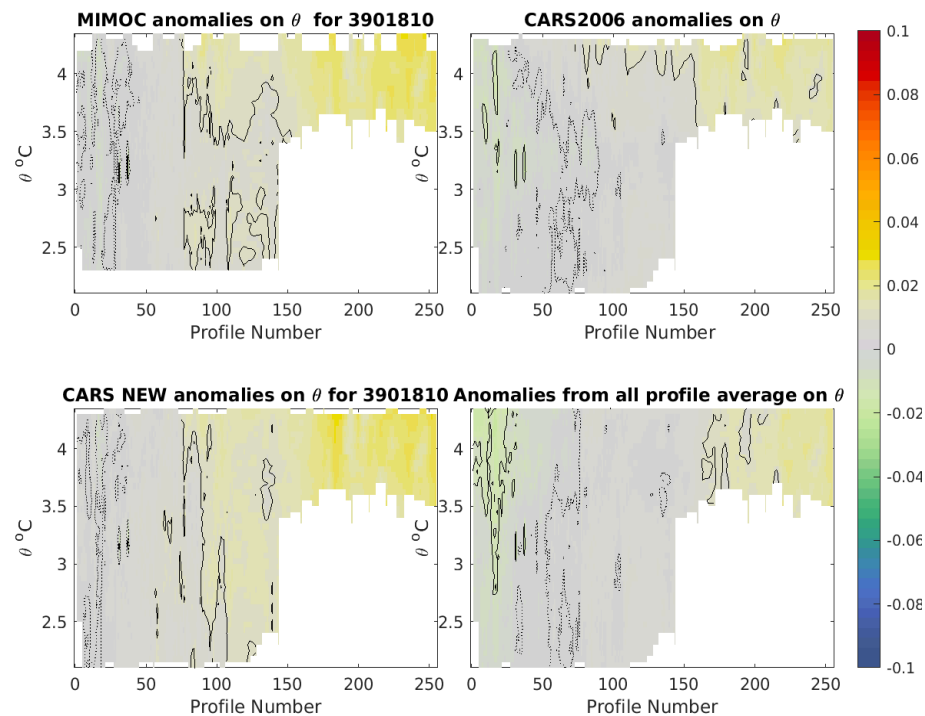 MIMOC anomalies on θ for 3901810
CARS2006 anomalies on θ
4
3.5
3
2.5
θ °C
0 50 100 150 200 250
Profile Number
4
3.5
3
2.5
θ °C
0 50 100 150 200 250
Profile Number
CARS NEW anomalies on θ for 3901810
Anomalies from all profile average on θ
4
3.5
3
2.5
θ °C
0 50 100 150 200 250
Profile Number
4
3.5
3
2.5
θ °C
0 50 100 150 200 250
Profile Number
0.1
0.08
0.06
0.04
0.02
0
-0.02
-0.04
-0.06
-0.08
-0.1